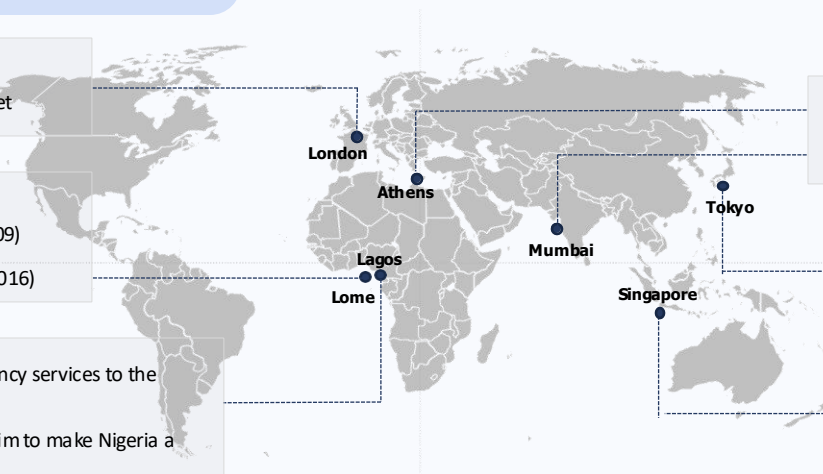 et
London
Athens
Tokyo
09)
Mumbai
Lagos
016)
Lome
Singapore
ncy services to the
im to make Nigeria a